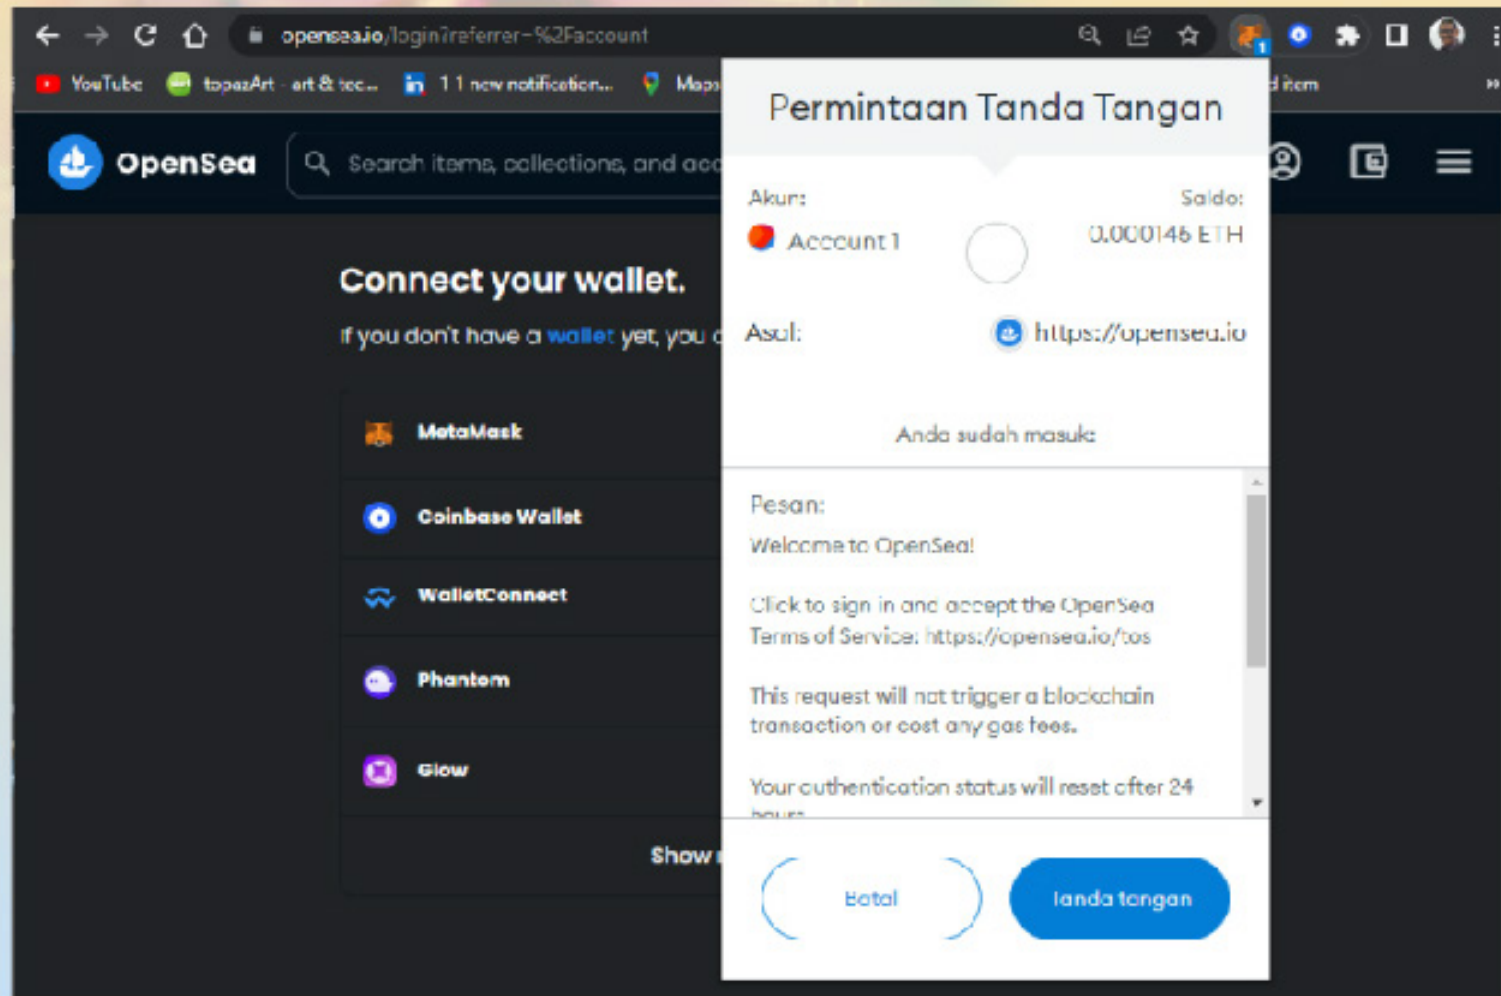 opensea.io/login?referrer=%2Faccount
1
YouTube
topazArt - art & tec...
1 1 new notification...
Maps
d item
OpenSea
Search items, collections, and acc
Connect your wallet.
If you don't have a wallet yet, you c
MetaMask
Coinbase Wallet
WalletConnect
Phantom
Glow
Show
Permintaan Tanda Tangan
Akun:
Saldo:
Account 1
0.000146 ETH
Asal:
https://opensea.io
Anda sudah masuk:
Pesan:
Welcome to OpenSea!
Click to sign in and accept the OpenSea
Terms of Service: https://opensea.io/tos
This request will not trigger a blockchain
transaction or cost any gas fees.
Your authentication status will reset after 24
hours
Batal
Tanda tangan